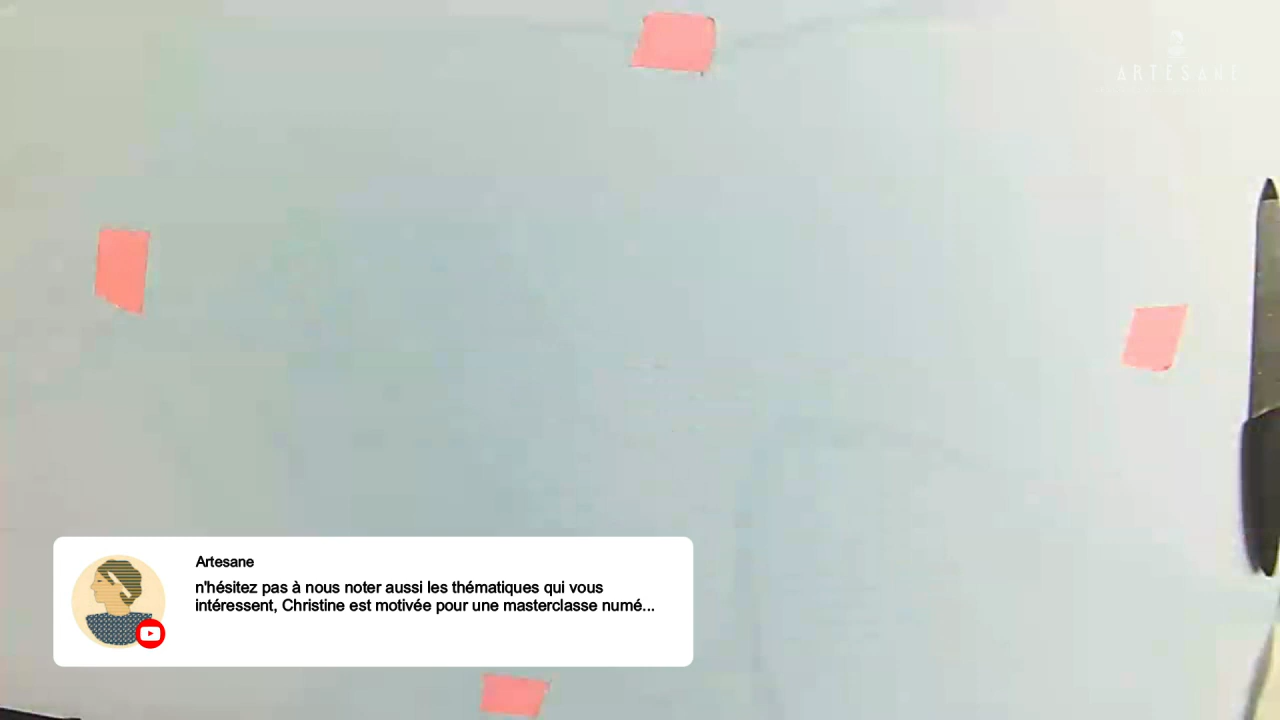 ARTESANE
Artesane
n'hésitez pas à nous noter aussi les thématiques qui vous
intéressent, Christine est motivée pour une masterclasse numé...